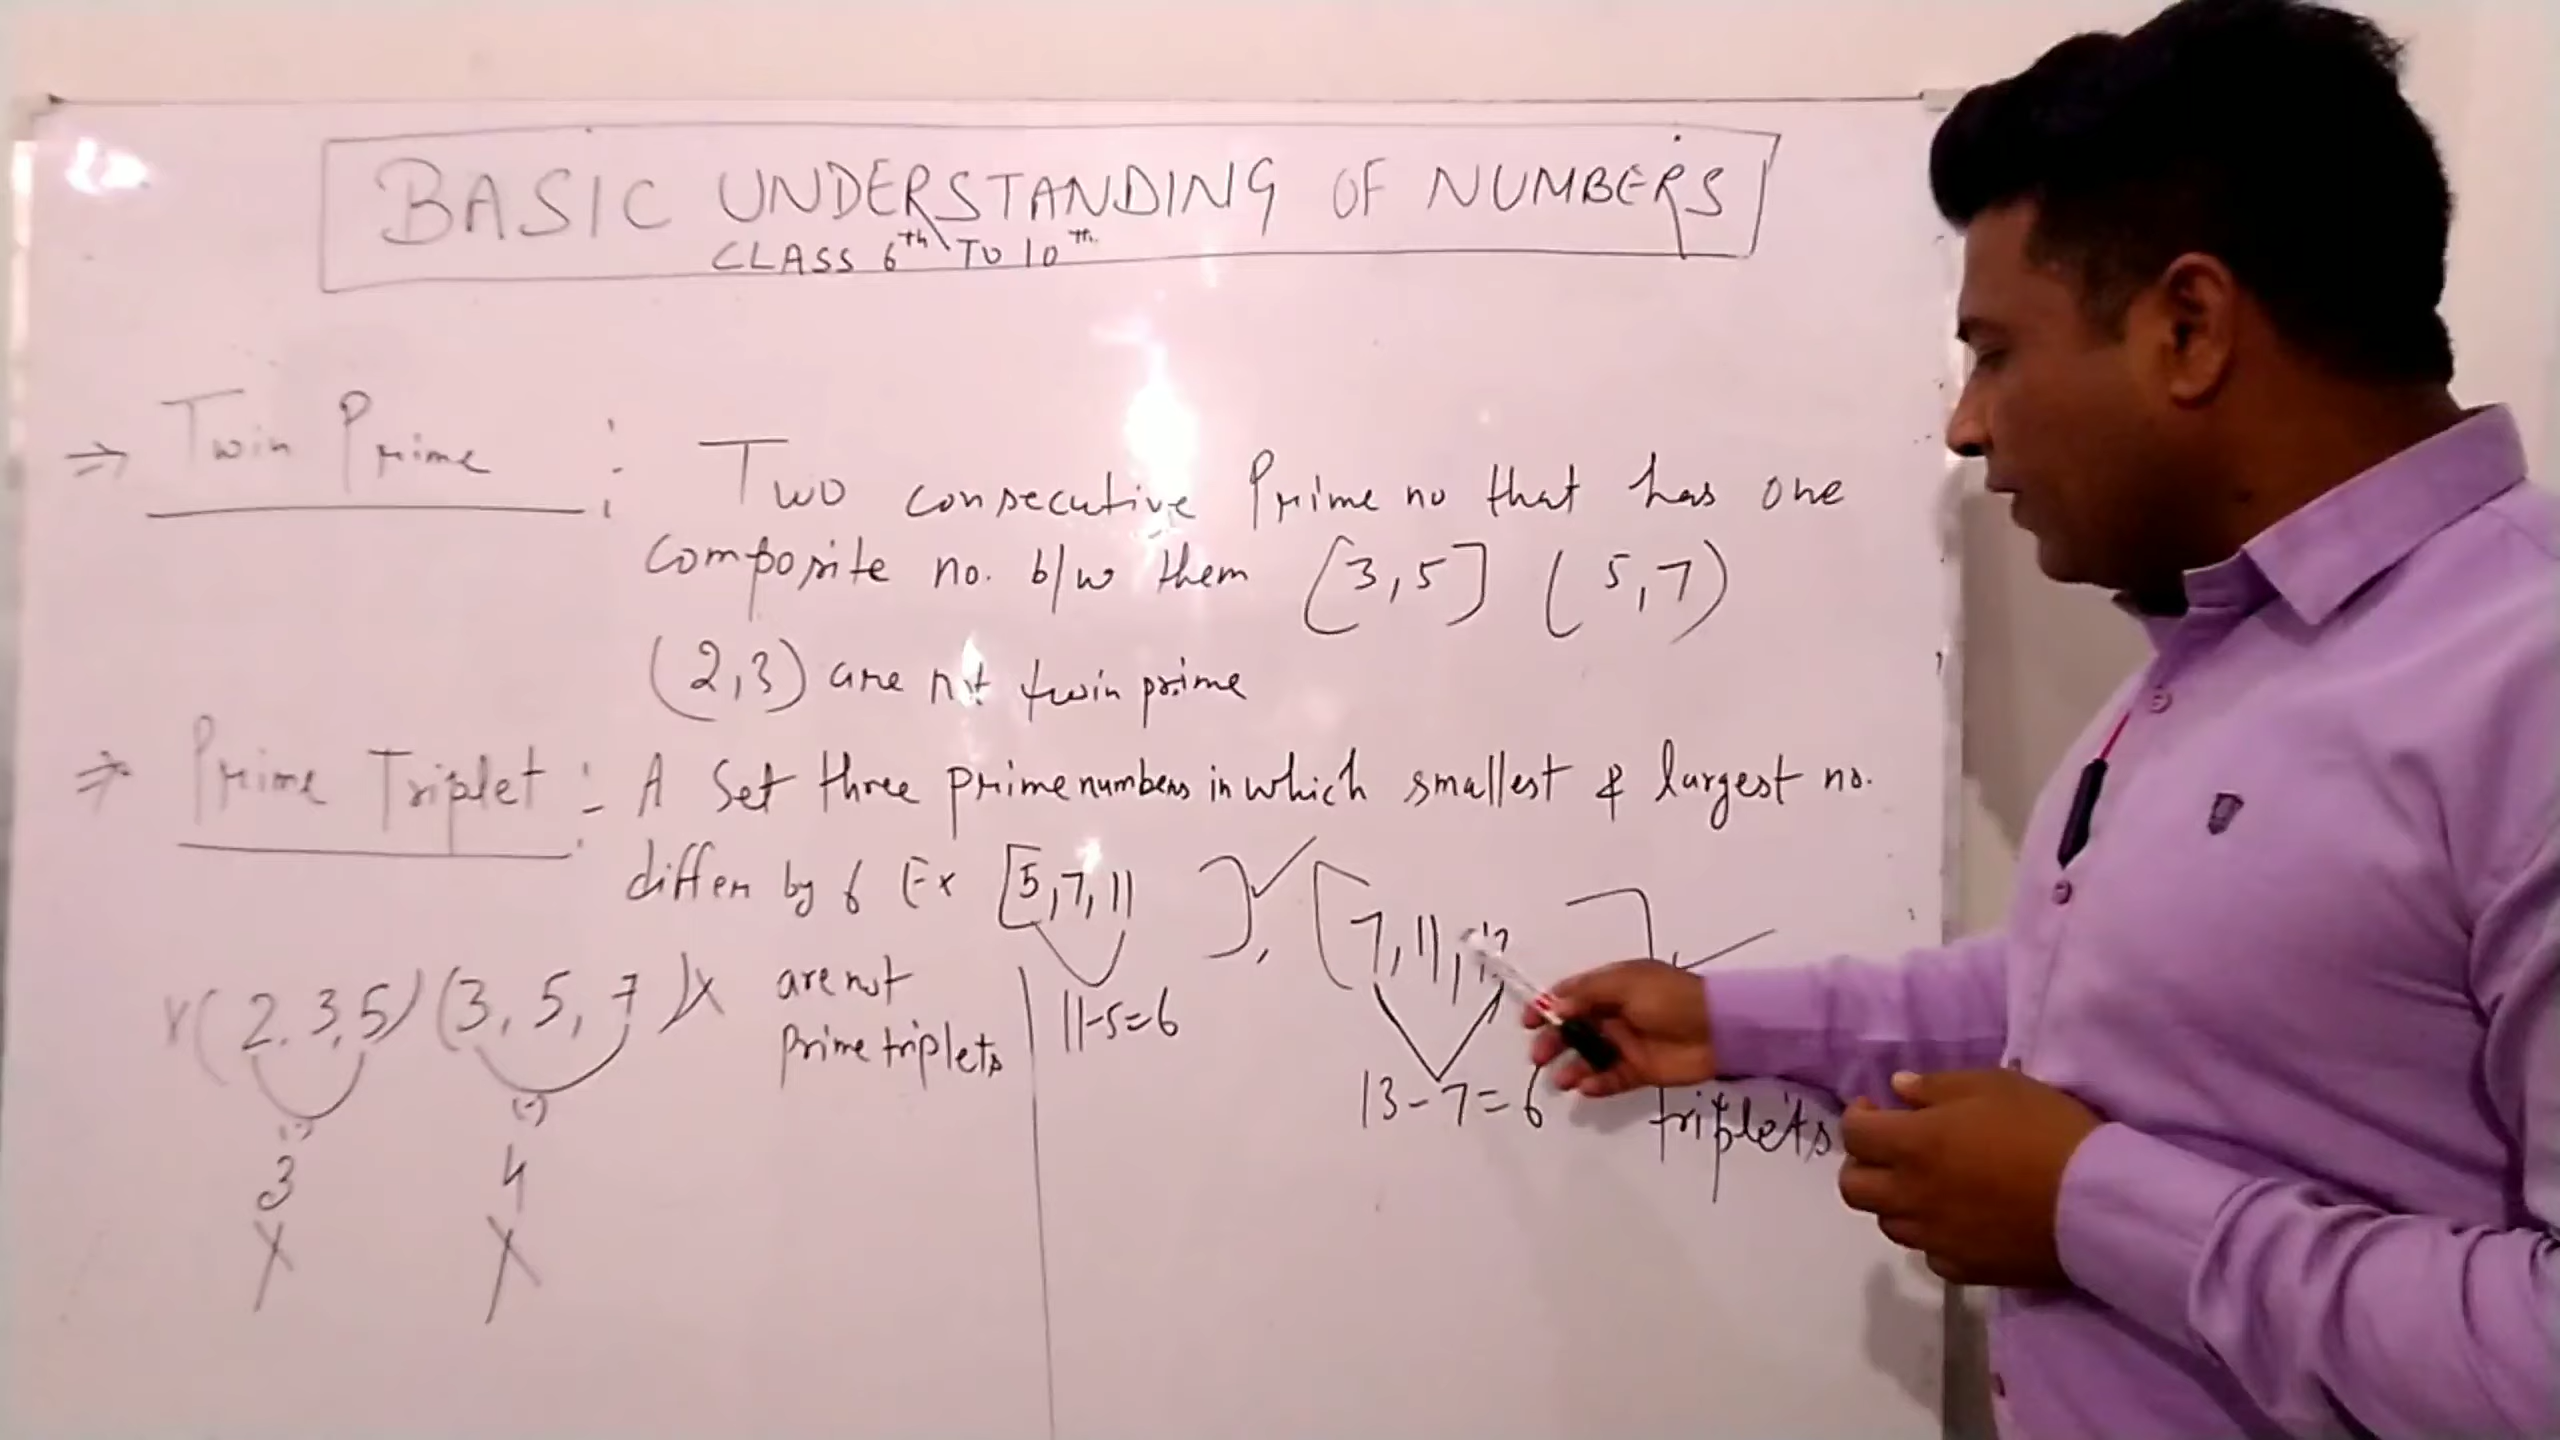 BASIC UNDERSTANDING OF NUMBERS
CLASS 6th TO 10th
⇒ Twin Prime : Two consecutive Prime no that has one
composite no. b/w them [3,5] (5,7)
(2,3) are not twin prime
⇒ Prime Triplet :- A Set three prime numbers in which smallest & largest no.
differ by 6 Ex [5,7,11], [7,11,13]
(2,3,5) (3,5,7)X are not
prime triplets
11-5=6
13-7=6
triplets
(-) (-)
3 4
X X